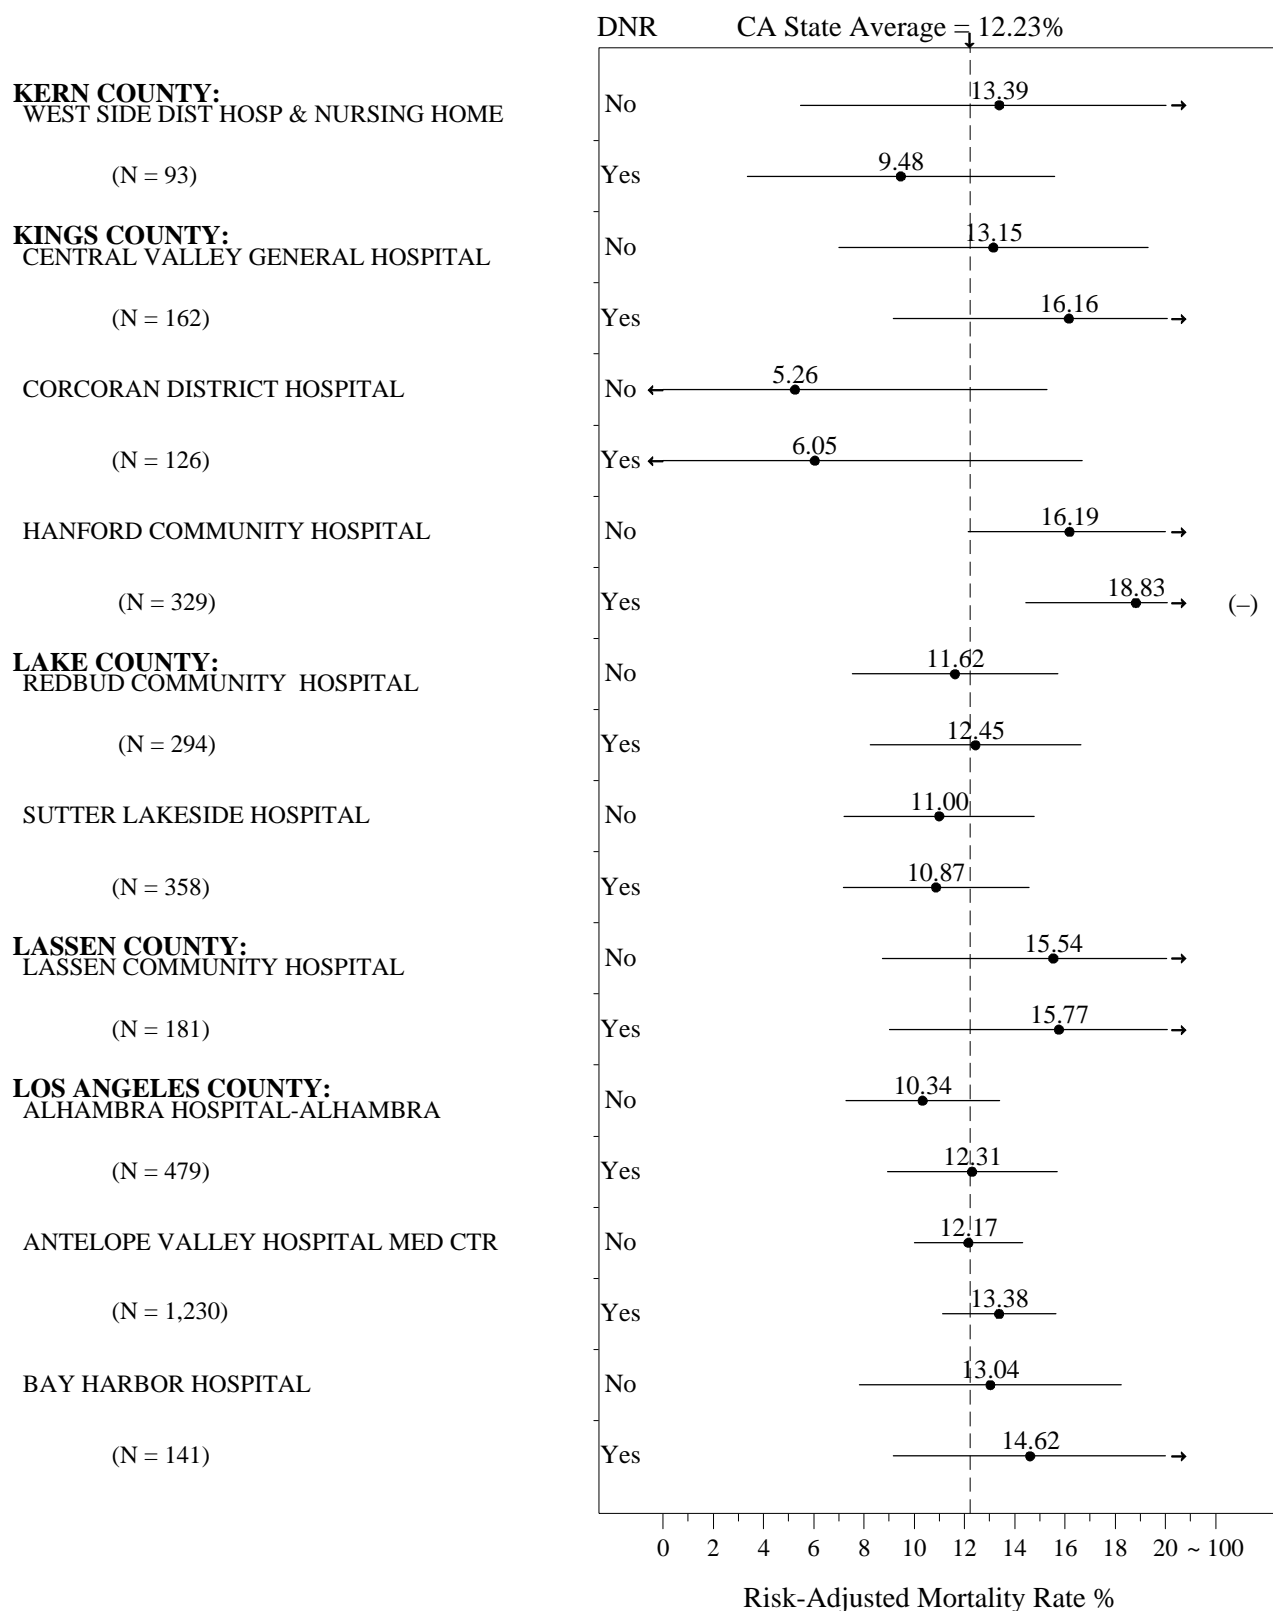 DNR CA State Average = 12.23%
KERN COUNTY:
WEST SIDE DIST HOSP & NURSING HOME No 13.39
(N = 93) Yes 9.48
KINGS COUNTY:
CENTRAL VALLEY GENERAL HOSPITAL No 13.15
(N = 162) Yes 16.16
CORCORAN DISTRICT HOSPITAL No 5.26
(N = 126) Yes 6.05
HANFORD COMMUNITY HOSPITAL No 16.19
(N = 329) Yes 18.83 (–)
LAKE COUNTY:
REDBUD COMMUNITY HOSPITAL No 11.62
(N = 294) Yes 12.45
SUTTER LAKESIDE HOSPITAL No 11.00
(N = 358) Yes 10.87
LASSEN COUNTY:
LASSEN COMMUNITY HOSPITAL No 15.54
(N = 181) Yes 15.77
LOS ANGELES COUNTY:
ALHAMBRA HOSPITAL-ALHAMBRA No 10.34
(N = 479) Yes 12.31
ANTELOPE VALLEY HOSPITAL MED CTR No 12.17
(N = 1,230) Yes 13.38
BAY HARBOR HOSPITAL No 13.04
(N = 141) Yes 14.62
0 2 4 6 8 10 12 14 16 18 20 ~ 100
Risk-Adjusted Mortality Rate %